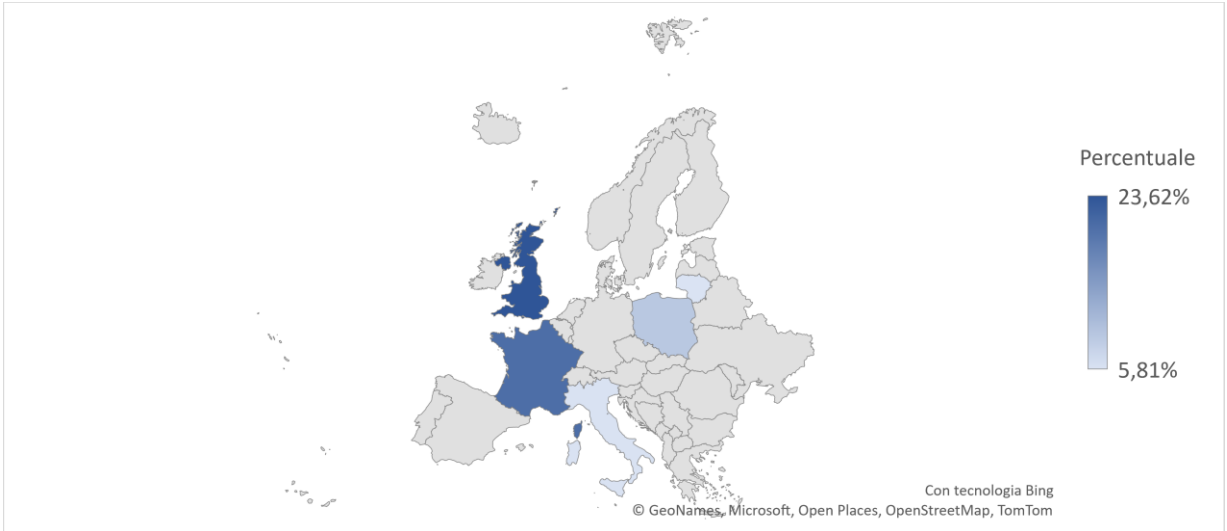 Percentuale
23,62%
5,81%
Con tecnologia Bing
© GeoNames, Microsoft, Open Places, OpenStreetMap, TomTom